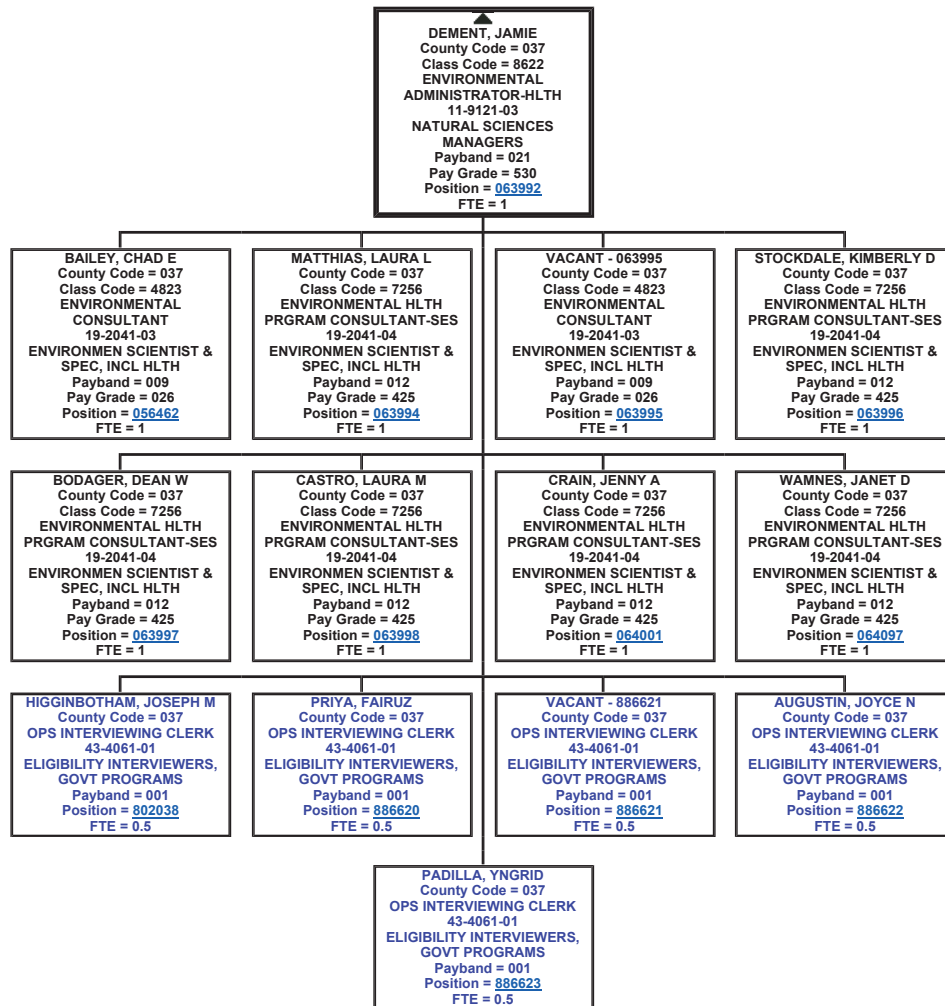 DEMENT, JAMIE
County Code = 037
Class Code = 8622
ENVIRONMENTAL
ADMINISTRATOR-HLTH
11-9121-03
NATURAL SCIENCES
MANAGERS
Payband = 021
Pay Grade = 530
Position = 063992
FTE = 1
BAILEY, CHAD E
County Code = 037
Class Code = 4823
ENVIRONMENTAL
CONSULTANT
19-2041-03
ENVIRONMEN SCIENTIST &
SPEC, INCL HLTH
Payband = 009
Pay Grade = 026
Position = 056462
FTE = 1
MATTHIAS, LAURA L
County Code = 037
Class Code = 7256
ENVIRONMENTAL HLTH
PRGRAM CONSULTANT-SES
19-2041-04
ENVIRONMEN SCIENTIST &
SPEC, INCL HLTH
Payband = 012
Pay Grade = 425
Position = 063994
FTE = 1
VACANT - 063995
County Code = 037
Class Code = 4823
ENVIRONMENTAL
CONSULTANT
19-2041-03
ENVIRONMEN SCIENTIST &
SPEC, INCL HLTH
Payband = 009
Pay Grade = 026
Position = 063995
FTE = 1
STOCKDALE, KIMBERLY D
County Code = 037
Class Code = 7256
ENVIRONMENTAL HLTH
PRGRAM CONSULTANT-SES
19-2041-04
ENVIRONMEN SCIENTIST &
SPEC, INCL HLTH
Payband = 012
Pay Grade = 425
Position = 063996
FTE = 1
BODAGER, DEAN W
County Code = 037
Class Code = 7256
ENVIRONMENTAL HLTH
PRGRAM CONSULTANT-SES
19-2041-04
ENVIRONMEN SCIENTIST &
SPEC, INCL HLTH
Payband = 012
Pay Grade = 425
Position = 063997
FTE = 1
CASTRO, LAURA M
County Code = 037
Class Code = 7256
ENVIRONMENTAL HLTH
PRGRAM CONSULTANT-SES
19-2041-04
ENVIRONMEN SCIENTIST &
SPEC, INCL HLTH
Payband = 012
Pay Grade = 425
Position = 063998
FTE = 1
CRAIN, JENNY A
County Code = 037
Class Code = 7256
ENVIRONMENTAL HLTH
PRGRAM CONSULTANT-SES
19-2041-04
ENVIRONMEN SCIENTIST &
SPEC, INCL HLTH
Payband = 012
Pay Grade = 425
Position = 064001
FTE = 1
WAMNES, JANET D
County Code = 037
Class Code = 7256
ENVIRONMENTAL HLTH
PRGRAM CONSULTANT-SES
19-2041-04
ENVIRONMEN SCIENTIST &
SPEC, INCL HLTH
Payband = 012
Pay Grade = 425
Position = 064097
FTE = 1
HIGGINBOTHAM, JOSEPH M
County Code = 037
OPS INTERVIEWING CLERK
43-4061-01
ELIGIBILITY INTERVIEWERS,
GOVT PROGRAMS
Payband = 001
Position = 802038
FTE = 0.5
PRIYA, FAIRUZ
County Code = 037
OPS INTERVIEWING CLERK
43-4061-01
ELIGIBILITY INTERVIEWERS,
GOVT PROGRAMS
Payband = 001
Position = 886620
FTE = 0.5
VACANT - 886621
County Code = 037
OPS INTERVIEWING CLERK
43-4061-01
ELIGIBILITY INTERVIEWERS,
GOVT PROGRAMS
Payband = 001
Position = 886621
FTE = 0.5
AUGUSTIN, JOYCE N
County Code = 037
OPS INTERVIEWING CLERK
43-4061-01
ELIGIBILITY INTERVIEWERS,
GOVT PROGRAMS
Payband = 001
Position = 886622
FTE = 0.5
PADILLA, YNGRID
County Code = 037
OPS INTERVIEWING CLERK
43-4061-01
ELIGIBILITY INTERVIEWERS,
GOVT PROGRAMS
Payband = 001
Position = 886623
FTE = 0.5